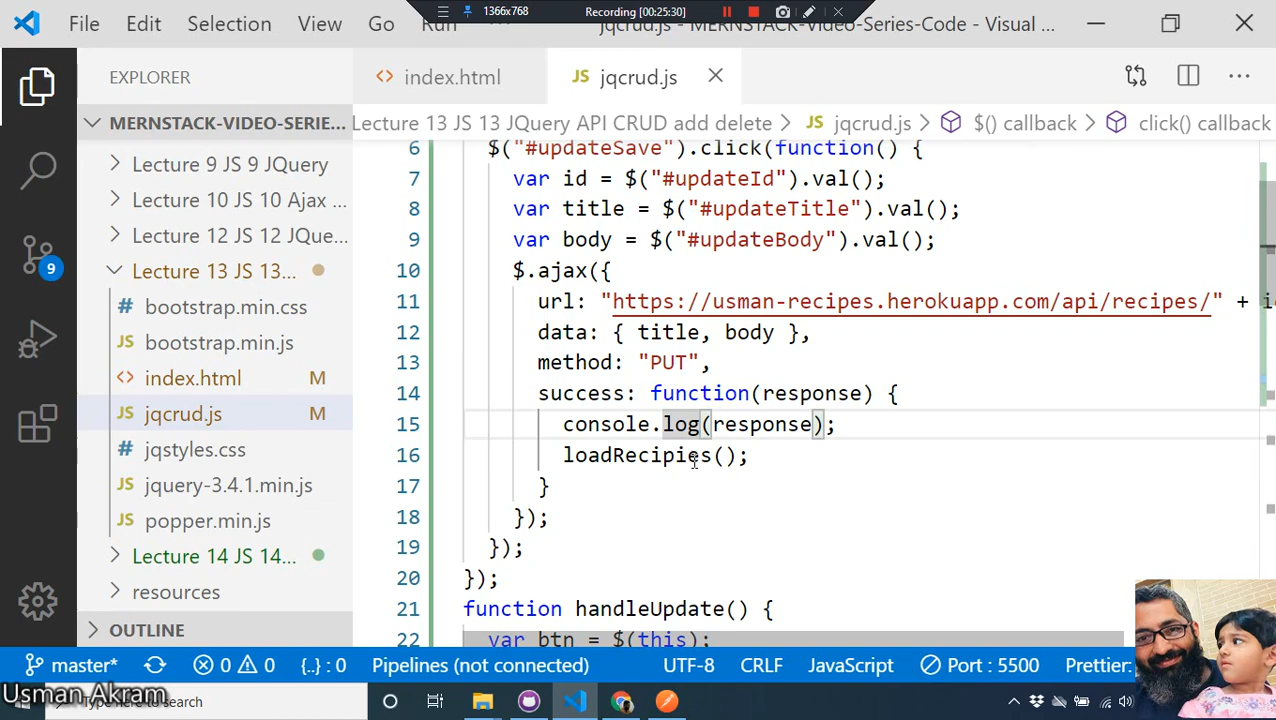 File Edit Selection View Go Run jqcrud.js - MERNSTACK-Video-Series-Code - Visual ...
1366x768 Recording [00:25:30]
EXPLORER
index.html
JS jqcrud.js
MERNSTACK-VIDEO-SERIE...
Lecture 13 JS 13 JQuery API CRUD add delete > JS jqcrud.js > $() callback > click() callback
Lecture 9 JS 9 JQuery
Lecture 10 JS 10 Ajax ...
Lecture 12 JS 12 JQue...
Lecture 13 JS 13...
# bootstrap.min.css
JS bootstrap.min.js
index.html M
JS jqcrud.js M
# jqstyles.css
JS jquery-3.4.1.min.js
JS popper.min.js
Lecture 14 JS 14...
resources
OUTLINE
9
6 $("#updateSave").click(function() {
7 var id = $("#updateId").val();
8 var title = $("#updateTitle").val();
9 var body = $("#updateBody").val();
10 $.ajax({
11 url: "https://usman-recipes.herokuapp.com/api/recipes/" +
12 data: { title, body },
13 method: "PUT",
14 success: function(response) {
15 console.log(response);
16 loadRecipies();
17 }
18 });
19 });
20 });
21 function handleUpdate() {
22 var btn = $(this);
master* 0 0 {..} : 0 Pipelines (not connected) UTF-8 CRLF JavaScript Port : 5500 Prettier:
Usman Akram
Type here to search